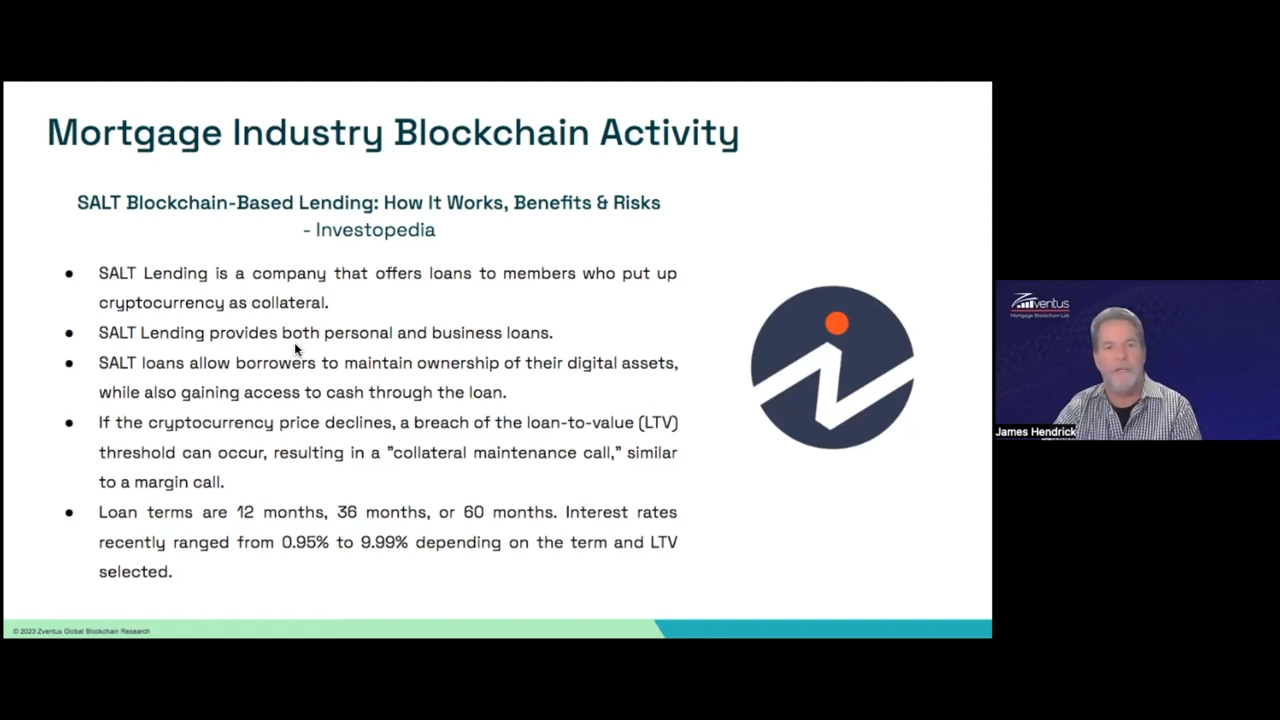 Mortgage Industry Blockchain Activity
SALT Blockchain-Based Lending: How It Works, Benefits & Risks
- Investopedia
● SALT Lending is a company that offers loans to members who put up
cryptocurrency as collateral.
● SALT Lending provides both personal and business loans.
● SALT loans allow borrowers to maintain ownership of their digital assets,
while also gaining access to cash through the loan.
● If the cryptocurrency price declines, a breach of the loan-to-value (LTV)
threshold can occur, resulting in a "collateral maintenance call," similar
to a margin call.
● Loan terms are 12 months, 36 months, or 60 months. Interest rates
recently ranged from 0.95% to 9.99% depending on the term and LTV
selected.
© 2023 Zventus Global Blockchain Research
Zventus
Mortgage Blockchain Lab
James Hendrick